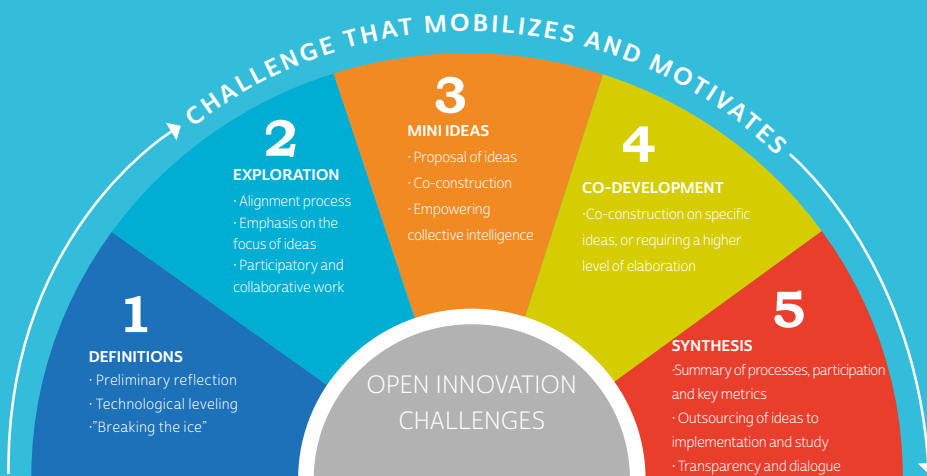 CHALLENGE THAT MOBILIZES AND MOTIVATES
1
DEFINITIONS
· Preliminary reflection
· Technological leveling
·"Breaking the ice"
2
EXPLORATION
· Alignment process
· Emphasis on the
focus of ideas
· Participatory and
collaborative work
3
MINI IDEAS
· Proposal of ideas
· Co-construction
· Empowering
collective intelligence
4
CO-DEVELOPMENT
·Co-construction on specific
ideas, or requiring a higher
level of elaboration
5
SYNTHESIS
·Summary of processes, participation
and key metrics
· Outsourcing of ideas to
implementation and study
· Transparency and dialogue
OPEN INNOVATION
CHALLENGES